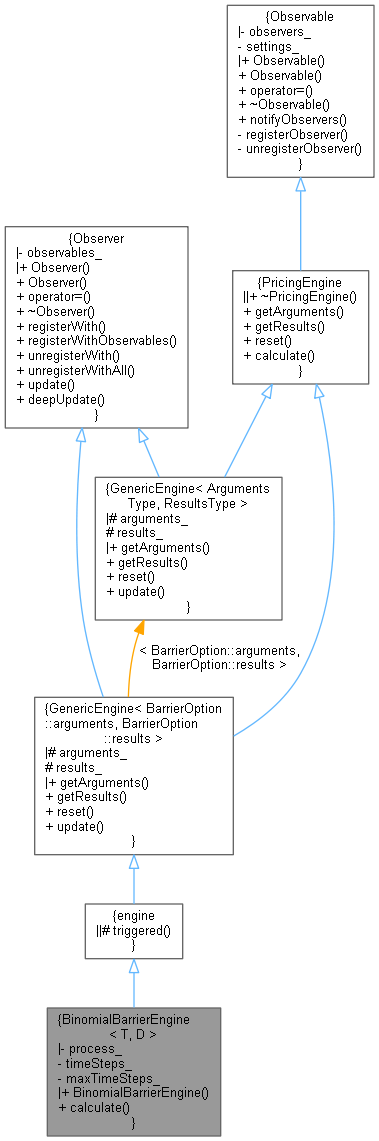 {Observable
|- observers_
- settings_
|+ Observable()
+ Observable()
+ operator=()
+ ~Observable()
+ notifyObservers()
- registerObserver()
- unregisterObserver()
}
{Observer
|- observables_
|+ Observer()
+ Observer()
+ operator=()
+ ~Observer()
+ registerWith()
+ registerWithObservables()
+ unregisterWith()
+ unregisterWithAll()
+ update()
+ deepUpdate()
}
{PricingEngine
||+ ~PricingEngine()
+ getArguments()
+ getResults()
+ reset()
+ calculate()
}
{GenericEngine< Arguments
Type, ResultsType >
|# arguments_
# results_
|+ getArguments()
+ getResults()
+ reset()
+ update()
}
< BarrierOption::arguments,
BarrierOption::results >
{GenericEngine< BarrierOption
::arguments, BarrierOption
::results >
|# arguments_
# results_
|+ getArguments()
+ getResults()
+ reset()
+ update()
}
{engine
||# triggered()
}
{BinomialBarrierEngine
< T, D >
|- process_
- timeSteps_
- maxTimeSteps_
|+ BinomialBarrierEngine()
+ calculate()
}